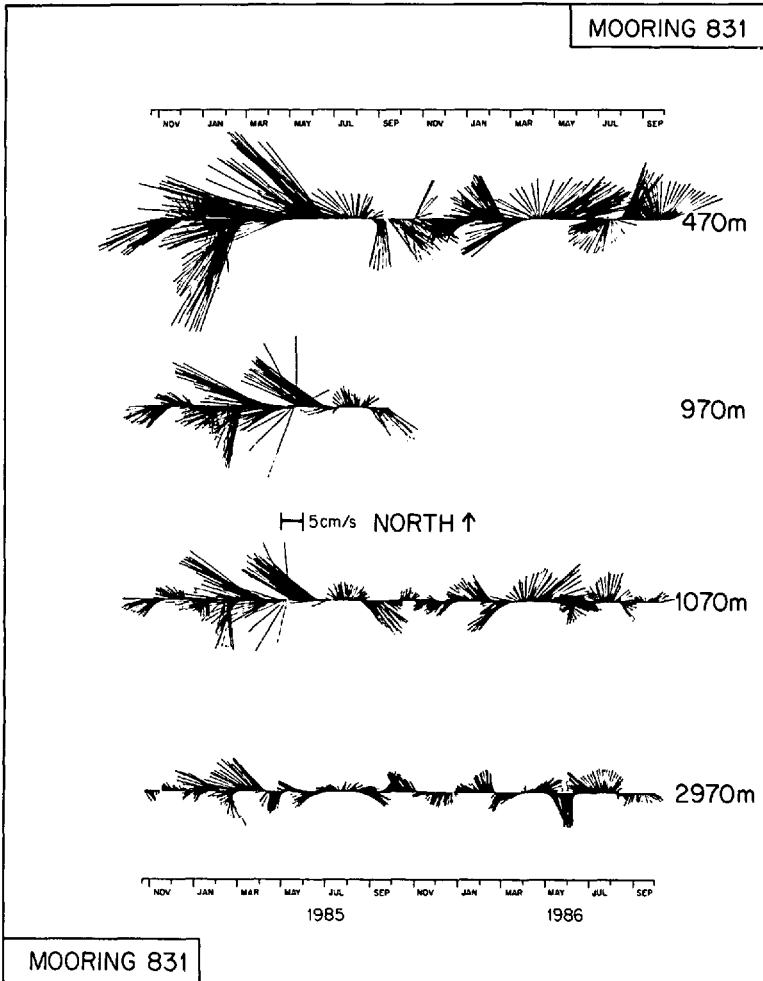 MOORING 831
NOV JAN MAR MAY JUL SEP NOV JAN MAR MAY JUL SEP
470m
970m
5cm/s NORTH ↑
1070m
2970m
NOV JAN MAR MAY JUL SEP NOV JAN MAR MAY JUL SEP
1985 1986
MOORING 831